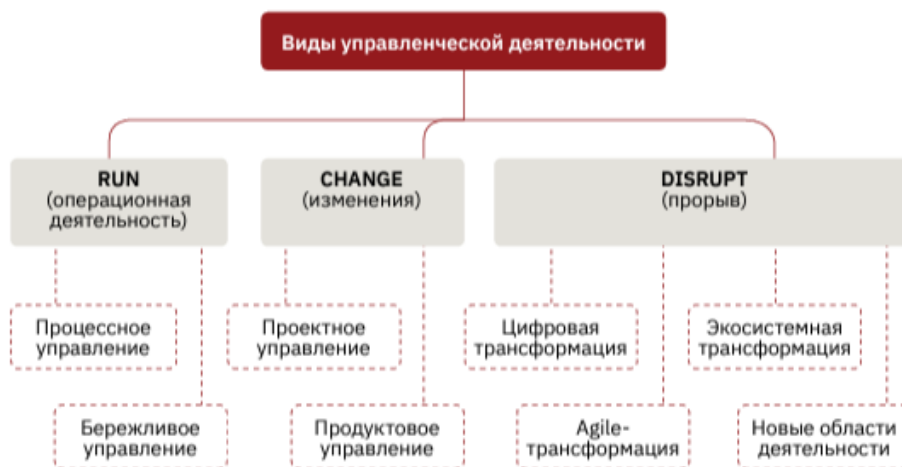 Виды управленческой деятельности
RUN
(операционная
деятельность)
CHANGE
(изменения)
DISRUPT
(прорыв)
Процессное
управление
Проектное
управление
Цифровая
трансформация
Экосистемная
трансформация
Бережливое
управление
Продуктовое
управление
Agile-
трансформация
Новые области
деятельности